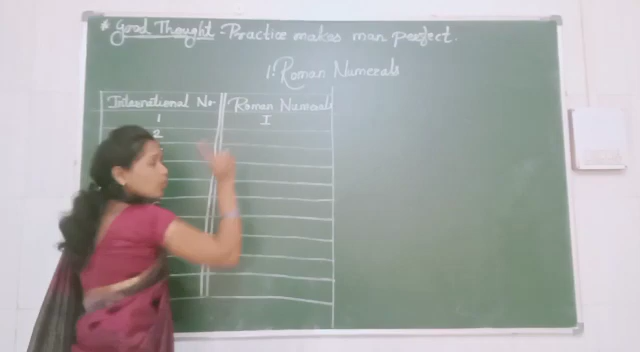 * Good Thought :- Practice makes man perfect.
1. Roman Numerals
International No Roman Numerals
1 I
2